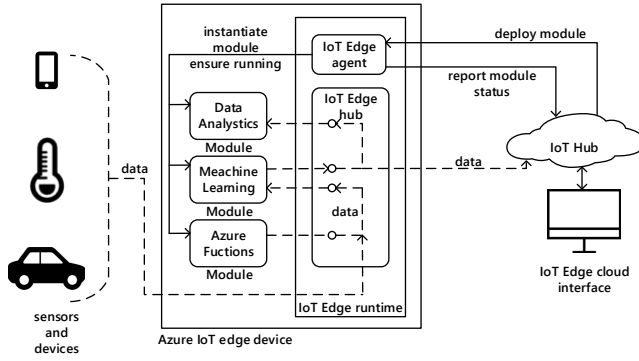 instantiate
module
ensure running
IoT Edge
agent
deploy module
report module
status
IoT Edge
hub
Data
Analystics
Module
IoT Hub
data
Meachine
Learning
Module
data
data
Azure
Fuctions
Module
IoT Edge cloud
interface
sensors
and
devices
IoT Edge runtime
Azure IoT edge device